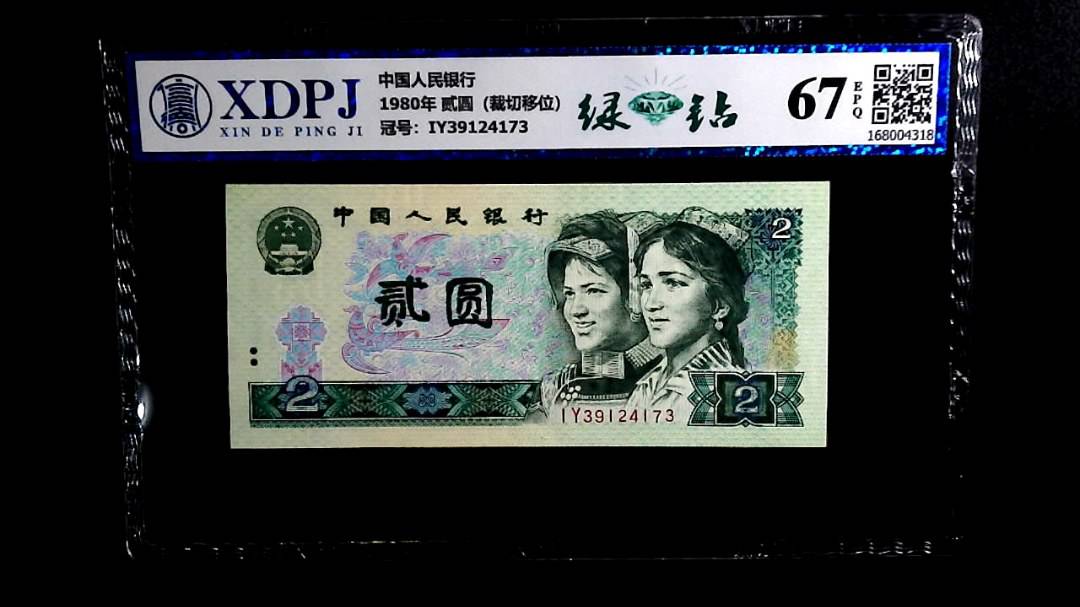 XDPJ
XIN DE PING JI
中国人民银行
1980年 贰圆（裁切移位）
冠号：IY39124173
绿钻
67
EPQ
168004318
中国人民银行
2
贰圆
2
IY39124173
2